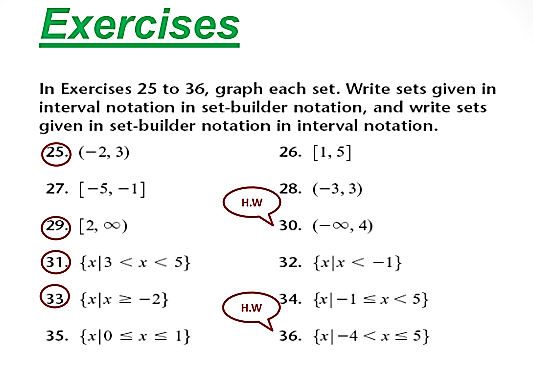 Exercises
In Exercises 25 to 36, graph each set. Write sets given in
interval notation in set-builder notation, and write sets
given in set-builder notation in interval notation.
25. (−2, 3) 26. [1, 5]
27. [−5, −1] 28. (−3, 3)
H.W
29. [2, ∞) 30. (−∞, 4)
31. {x|3 < x < 5} 32. {x|x < −1}
33. {x|x ≥ −2} 34. {x|−1 ≤ x < 5}
H.W
35. {x|0 ≤ x ≤ 1} 36. {x|−4 < x ≤ 5}